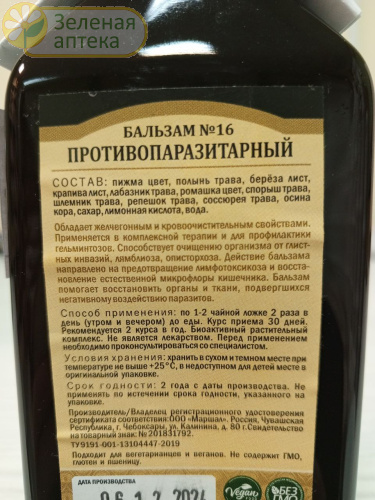 Зеленая
аптека
БАЛЬЗАМ №16
ПРОТИВОПАРАЗИТАРНЫЙ
СОСТАВ: пижма цвет, полынь трава, берёза лист,
крапива лист, лабазник трава, ромашка цвет, спорыш трава,
шлемник трава, репешок трава, соссюрея трава, осина
кора, сахар, лимонная кислота, вода.
Обладает желчегонным и кровоочистительным свойствами.
Применяется в комплексной терапии и для профилактики
гельминтозов. Способствует очищению организма от глист-
ных инвазий, лямблиоза, описторхоза. Действие бальзама
направлено на предотвращение лимфотоксикоза и восста-
новление естественной микрофлоры кишечника. Бальзам
помогает восстановить органы и ткани, подвергшихся
негативному воздействию паразитов.
Способ применения: по 1-2 чайной ложке 2 раза в
день (утром и вечером) до еды. Курс приема 30 дней.
Рекомендуется 2 курса в год. Биоактивный растительный
комплекс. Не является лекарством. Перед применением
необходимо проконсультироваться со специалистом.
Условия хранения: хранить в сухом и темном месте при
температуре не выше +25°С, в недоступном для детей месте в
оригинальной упаковке.
Срок годности: 2 года с даты производства. Не
применять по истечении срока годности, указанного на
упаковке.
Производитель/Владелец регистрационного удостоверения
сертификата соответствия:ООО «Маршал». Россия, Чувашская
Республика, г. Чебоксары, ул. Калинина, д. 80 г.Свидетельство
на товарный знак: № 201831792.
ТУ9191-001-13104447-2019
Подходит для вегетарианцев и веганов. Не содержит ГМО,
глютен и пшеницу.
ДАТА ПРОИЗВОДСТВА
Vegan
БЕЗ